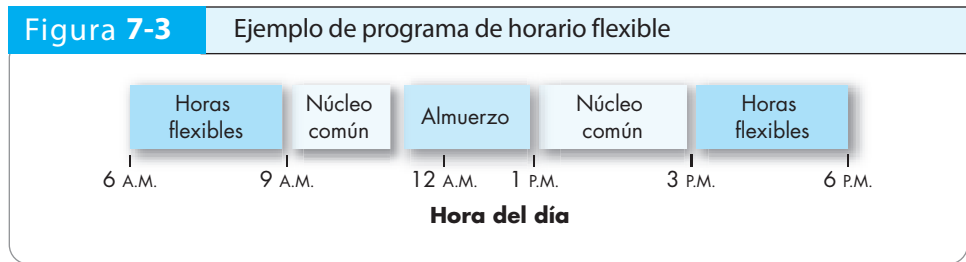 Figura 7-3 Ejemplo de programa de horario flexible
Horas flexibles
Núcleo común
Almuerzo
Núcleo común
Horas flexibles
6 A.M. 9 A.M. 12 A.M. 1 P.M. 3 P.M. 6 P.M.
Hora del día